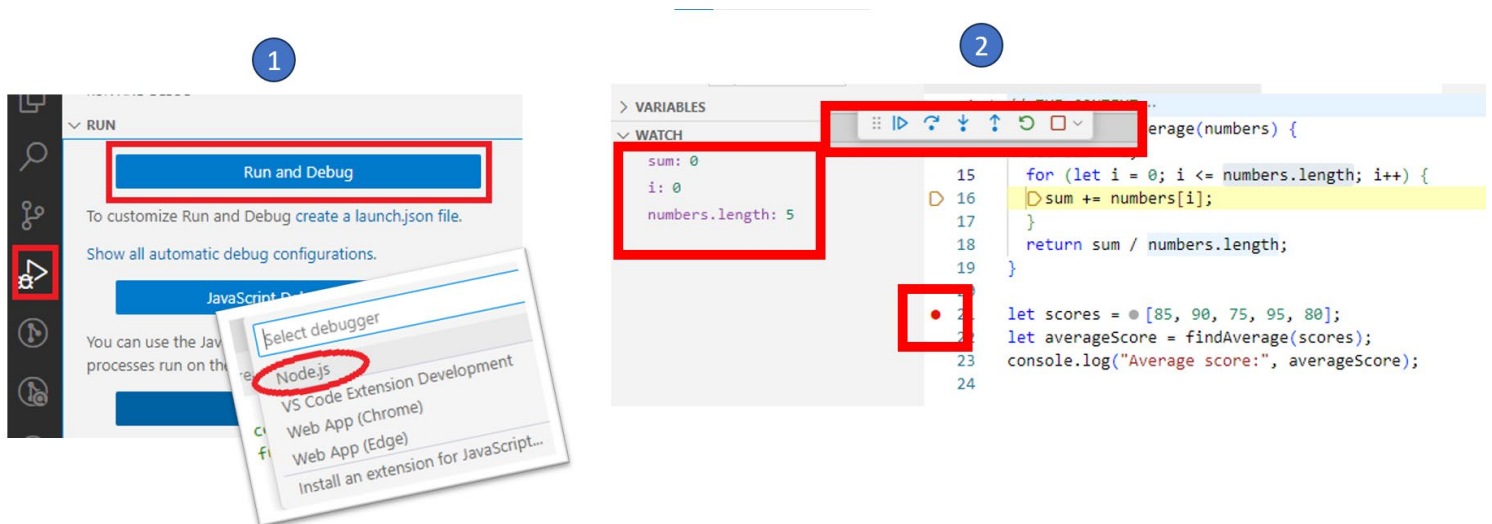 1
RUN
Run and Debug
To customize Run and Debug create a launch.json file.
Show all automatic debug configurations.
JavaScript
You can use the
processes run on
Select debugger
Node.js
VS Code Extension Development
Web App (Chrome)
Web App (Edge)
Install an extension for JavaScript...
2
VARIABLES
WATCH
sum: 0
i: 0
numbers.length: 5
(numbers) {
15 for (let i = 0; i <= numbers.length; i++) {
16 sum += numbers[i];
17 }
18 return sum / numbers.length;
19 }
21 let scores = [85, 90, 75, 95, 80];
22 let averageScore = findAverage(scores);
23 console.log("Average score:", averageScore);
24